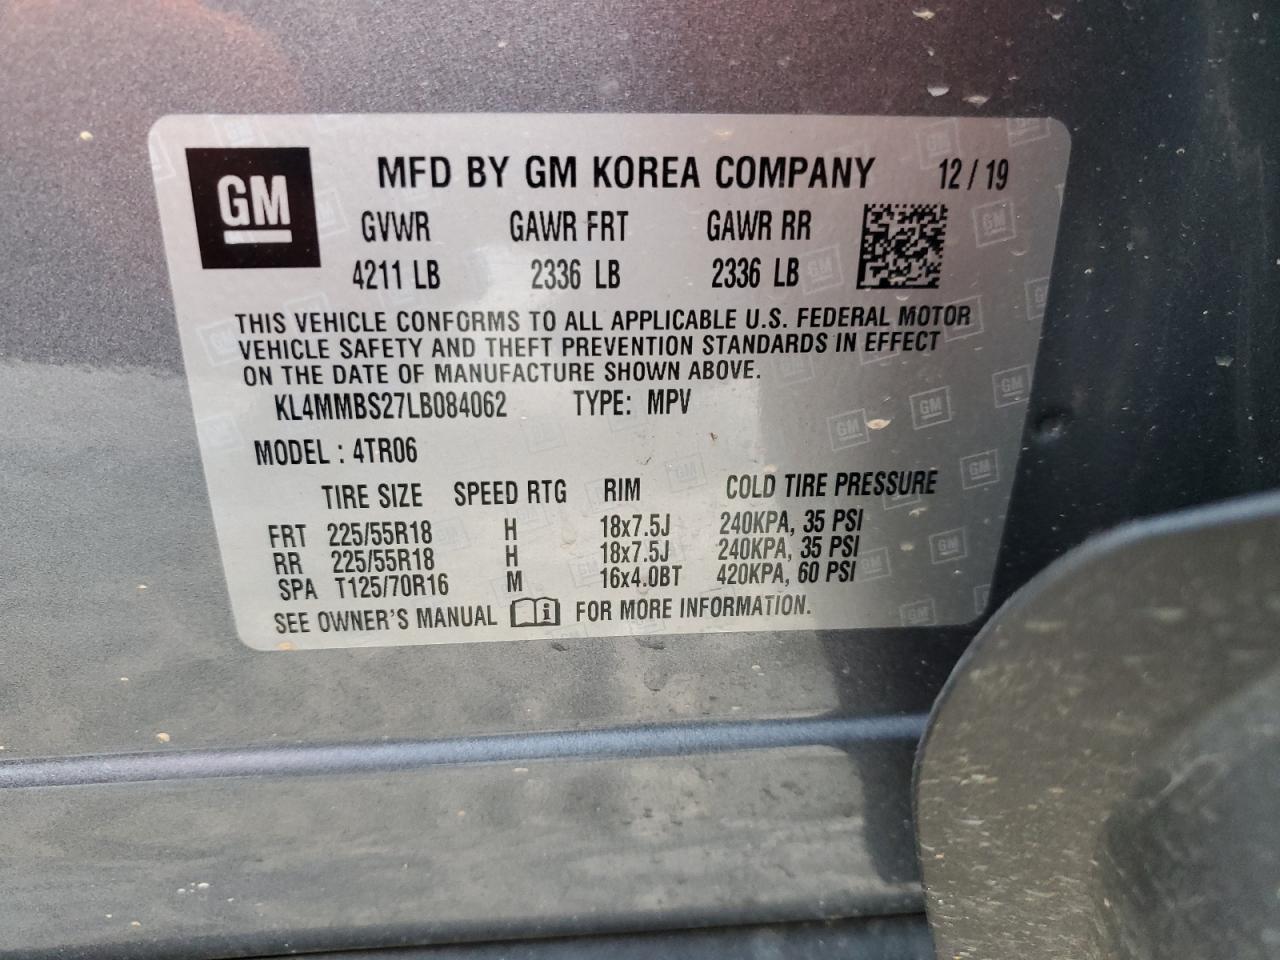 GM
MFD BY GM KOREA COMPANY 12 / 19
GVWR GAWR FRT GAWR RR
4211 LB 2336 LB 2336 LB
THIS VEHICLE CONFORMS TO ALL APPLICABLE U.S. FEDERAL MOTOR
VEHICLE SAFETY AND THEFT PREVENTION STANDARDS IN EFFECT
ON THE DATE OF MANUFACTURE SHOWN ABOVE.
KL4MMBS27LB084062 TYPE: MPV
MODEL : 4TR06
TIRE SIZE SPEED RTG RIM COLD TIRE PRESSURE
FRT 225/55R18 H 18x7.5J 240KPA, 35 PSI
RR 225/55R18 H 18x7.5J 240KPA, 35 PSI
SPA T125/70R16 M 16x4.0BT 420KPA, 60 PSI
SEE OWNER'S MANUAL i FOR MORE INFORMATION.